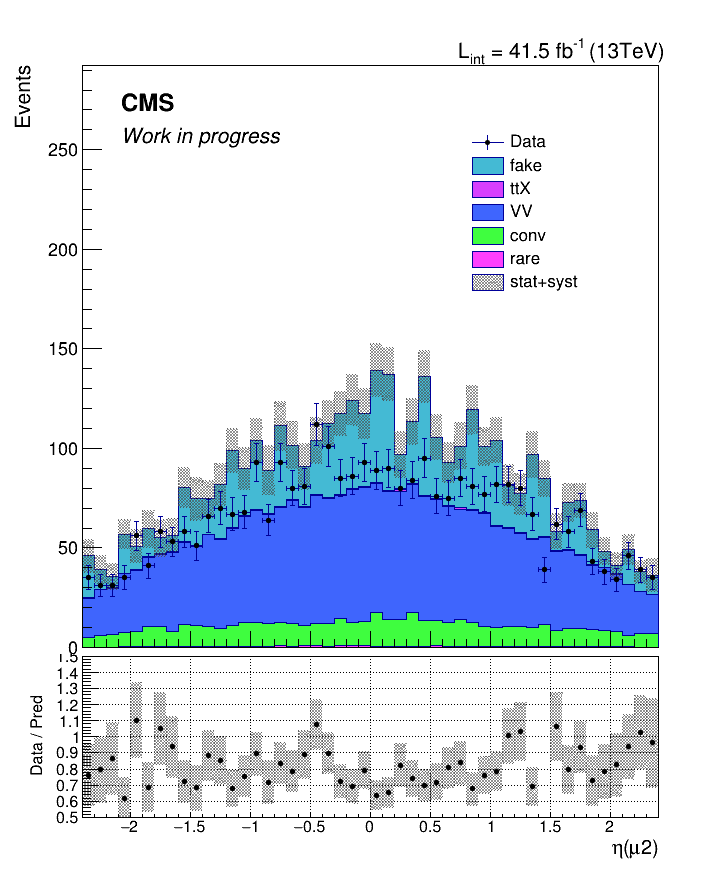 L_int = 41.5 fb^-1 (13TeV)
Events
CMS
Work in progress
250
200
150
100
50
0
Data
fake
ttX
VV
conv
rare
stat+syst
Data / Pred
1.5
1.4
1.3
1.2
1.1
1
0.9
0.8
0.7
0.6
0.5
−2 −1.5 −1 −0.5 0 0.5 1 1.5 2
η(μ2)